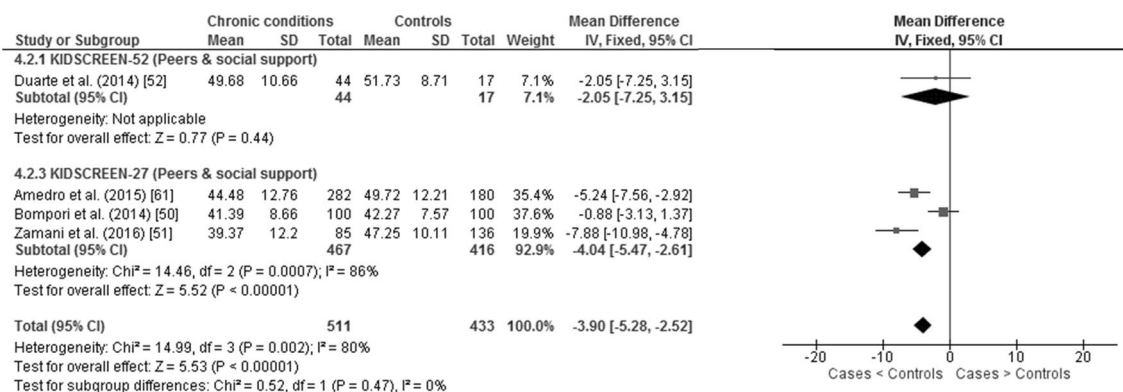 Chronic conditions Controls Mean Difference Mean Difference
Study or Subgroup Mean SD Total Mean SD Total Weight IV, Fixed, 95% CI IV, Fixed, 95% CI
4.2.1 KIDSCREEN-52 (Peers & social support)
Duarte et al. (2014) [52] 49.68 10.66 44 51.73 8.71 17 7.1% -2.05 [-7.25, 3.15]
Subtotal (95% CI) 44 17 7.1% -2.05 [-7.25, 3.15]
Heterogeneity: Not applicable
Test for overall effect: Z = 0.77 (P = 0.44)
4.2.3 KIDSCREEN-27 (Peers & social support)
Amedro et al. (2015) [61] 44.48 12.76 282 49.72 12.21 180 35.4% -5.24 [-7.56, -2.92]
Bompori et al. (2014) [50] 41.39 8.66 100 42.27 7.57 100 37.6% -0.88 [-3.13, 1.37]
Zamani et al. (2016) [51] 39.37 12.2 85 47.25 10.11 136 19.9% -7.88 [-10.98, -4.78]
Subtotal (95% CI) 467 416 92.9% -4.04 [-5.47, -2.61]
Heterogeneity: Chi² = 14.46, df = 2 (P = 0.0007); I² = 86%
Test for overall effect: Z = 5.52 (P < 0.00001)
Total (95% CI) 511 433 100.0% -3.90 [-5.28, -2.52]
Heterogeneity: Chi² = 14.99, df = 3 (P = 0.002); I² = 80%
Test for overall effect: Z = 5.53 (P < 0.00001)
Test for subgroup differences: Chi² = 0.52, df = 1 (P = 0.47), I² = 0%
-20 -10 0 10 20
Cases < Controls Cases > Controls